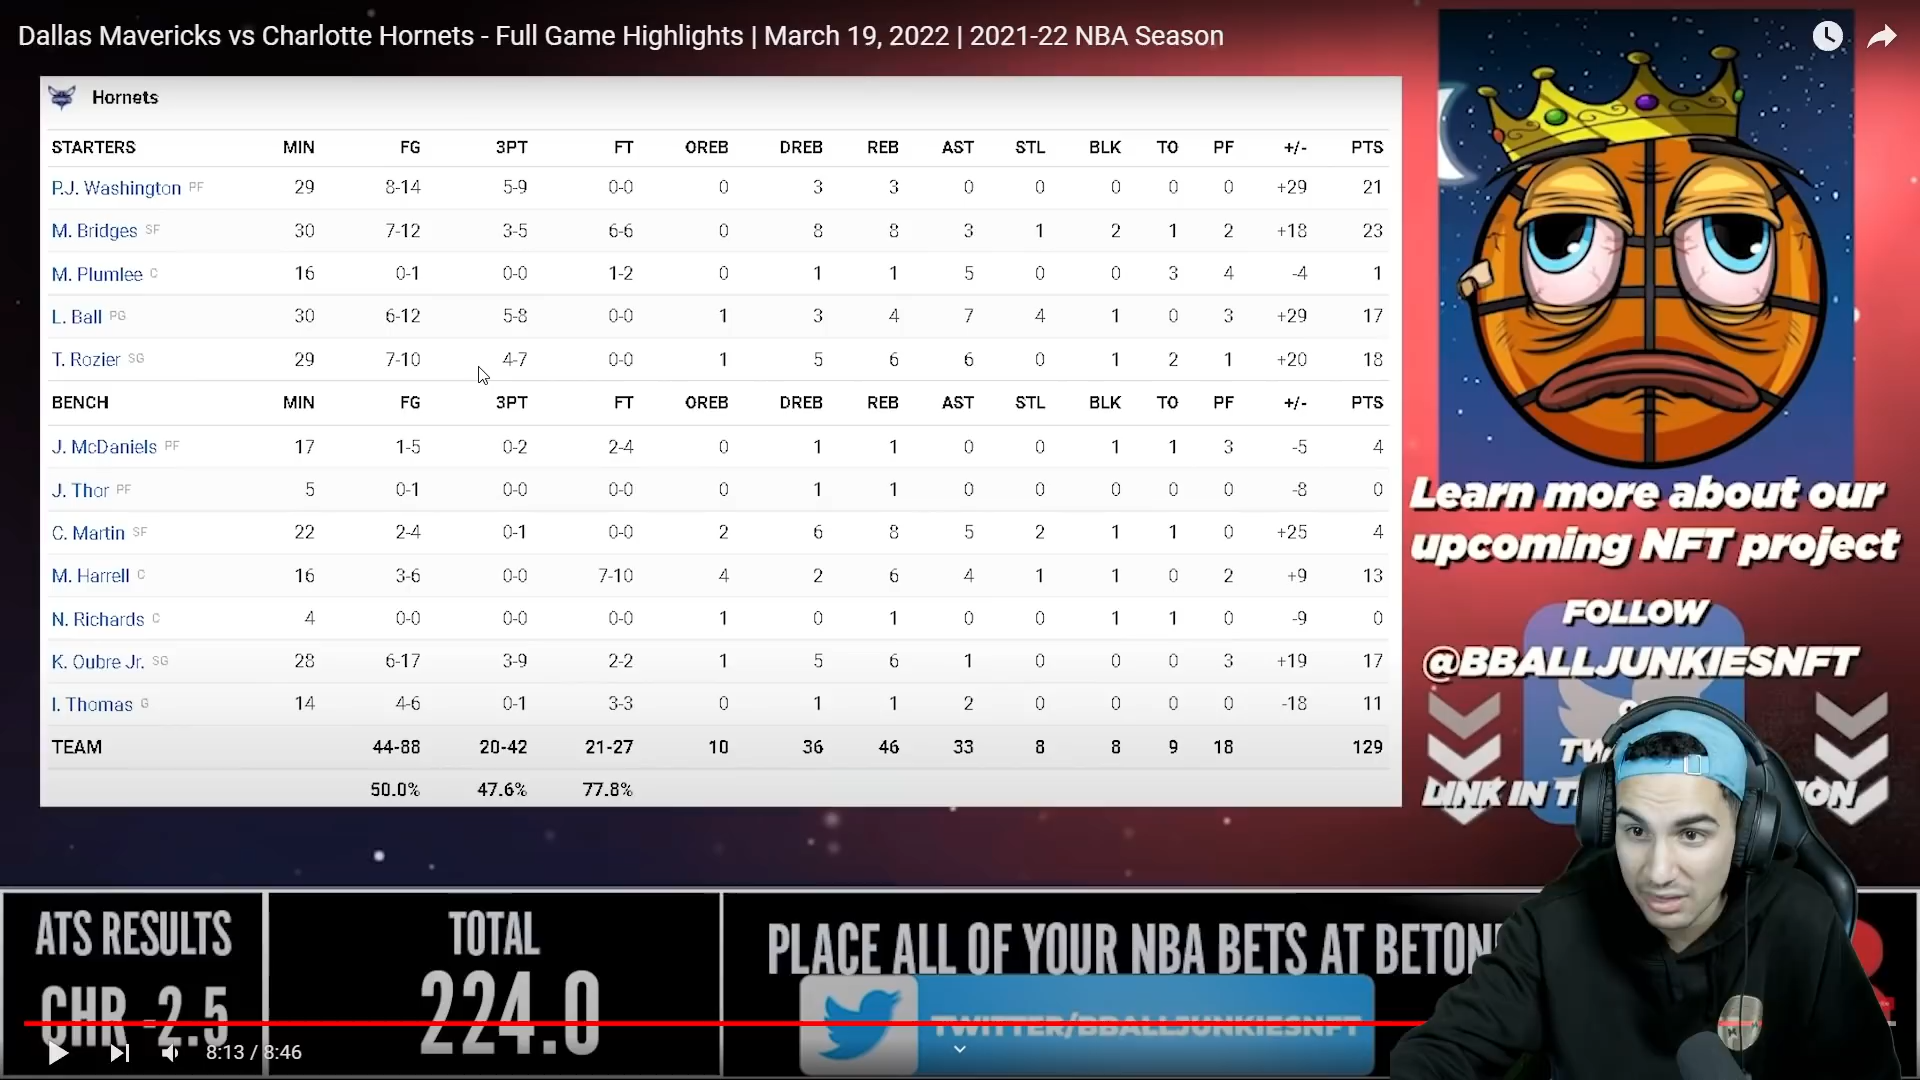 Dallas Mavericks vs Charlotte Hornets - Full Game Highlights | March 19, 2022 | 2021-22 NBA Season
Hornets
STARTERS MIN FG 3PT FT OREB DREB REB AST STL BLK TO PF +/- PTS
P.J. Washington PF 29 8-14 5-9 0-0 0 3 3 0 0 0 0 0 +29 21
M. Bridges SF 30 7-12 3-5 6-6 0 8 8 3 1 2 1 2 +18 23
M. Plumlee C 16 0-1 0-0 1-2 0 1 1 5 0 0 3 4 -4 1
L. Ball PG 30 6-12 5-8 0-0 1 3 4 7 4 1 0 3 +29 17
T. Rozier SG 29 7-10 4-7 0-0 1 5 6 6 0 1 2 1 +20 18
BENCH MIN FG 3PT FT OREB DREB REB AST STL BLK TO PF +/- PTS
J. McDaniels PF 17 1-5 0-2 2-4 0 1 1 0 0 1 1 3 -5 4
J. Thor PF 5 0-1 0-0 0-0 0 1 1 0 0 0 0 0 -8 0
C. Martin SF 22 2-4 0-1 0-0 2 6 8 5 2 1 1 0 +25 4
M. Harrell C 16 3-6 0-0 7-10 4 2 6 4 1 1 0 2 +9 13
N. Richards C 4 0-0 0-0 0-0 1 0 1 0 0 1 1 0 -9 0
K. Oubre Jr. SG 28 6-17 3-9 2-2 1 5 6 1 0 0 0 3 +19 17
I. Thomas G 14 4-6 0-1 3-3 0 1 1 2 0 0 0 0 -18 11
TEAM 44-88 20-42 21-27 10 36 46 33 8 8 9 18 129
50.0% 47.6% 77.8%
Learn more about our
upcoming NFT project
FOLLOW
@BBALLJUNKIESNFT
LINK IN
ATS RESULTS
CHR -2.5
TOTAL
224.0
PLACE ALL OF YOUR NBA BETS AT
TWITTER/BBALLJUNKIESNFT
8:13 / 8:46